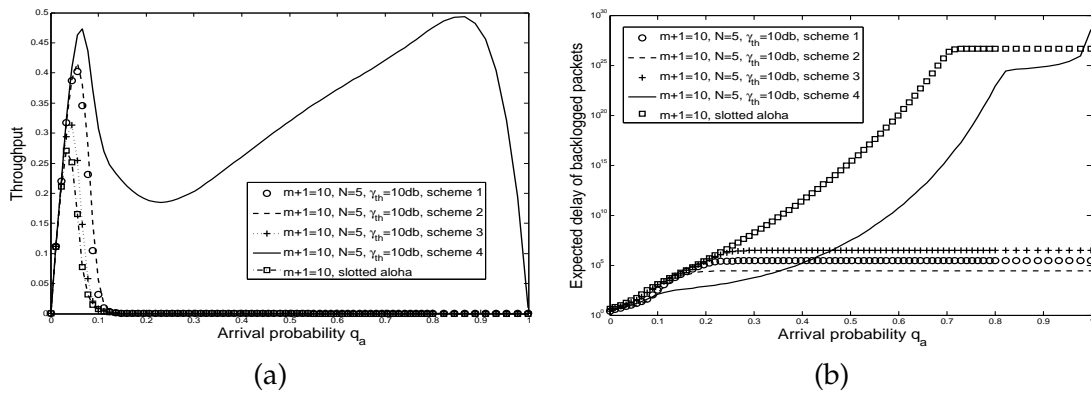 0.5
0.45
0.4
0.35
0.3
0.25
0.2
0.15
0.1
0.05
0
Throughput
m+1=10, N=5, γth=10db, scheme 1
m+1=10, N=5, γth=10db, scheme 2
m+1=10, N=5, γth=10db, scheme 3
m+1=10, N=5, γth=10db, scheme 4
m+1=10, slotted aloha
0 0.1 0.2 0.3 0.4 0.5 0.6 0.7 0.8 0.9 1
Arrival probability qa
(a)
10^30
10^25
10^20
10^15
10^10
10^5
10^0
Expected delay of backlogged packets
m+1=10, N=5, γth=10db, scheme 1
m+1=10, N=5, γth=10db, scheme 2
m+1=10, N=5, γth=10db, scheme 3
m+1=10, N=5, γth=10db, scheme 4
m+1=10, slotted aloha
0 0.1 0.2 0.3 0.4 0.5 0.6 0.7 0.8 0.9 1
Arrival probability qa
(b)